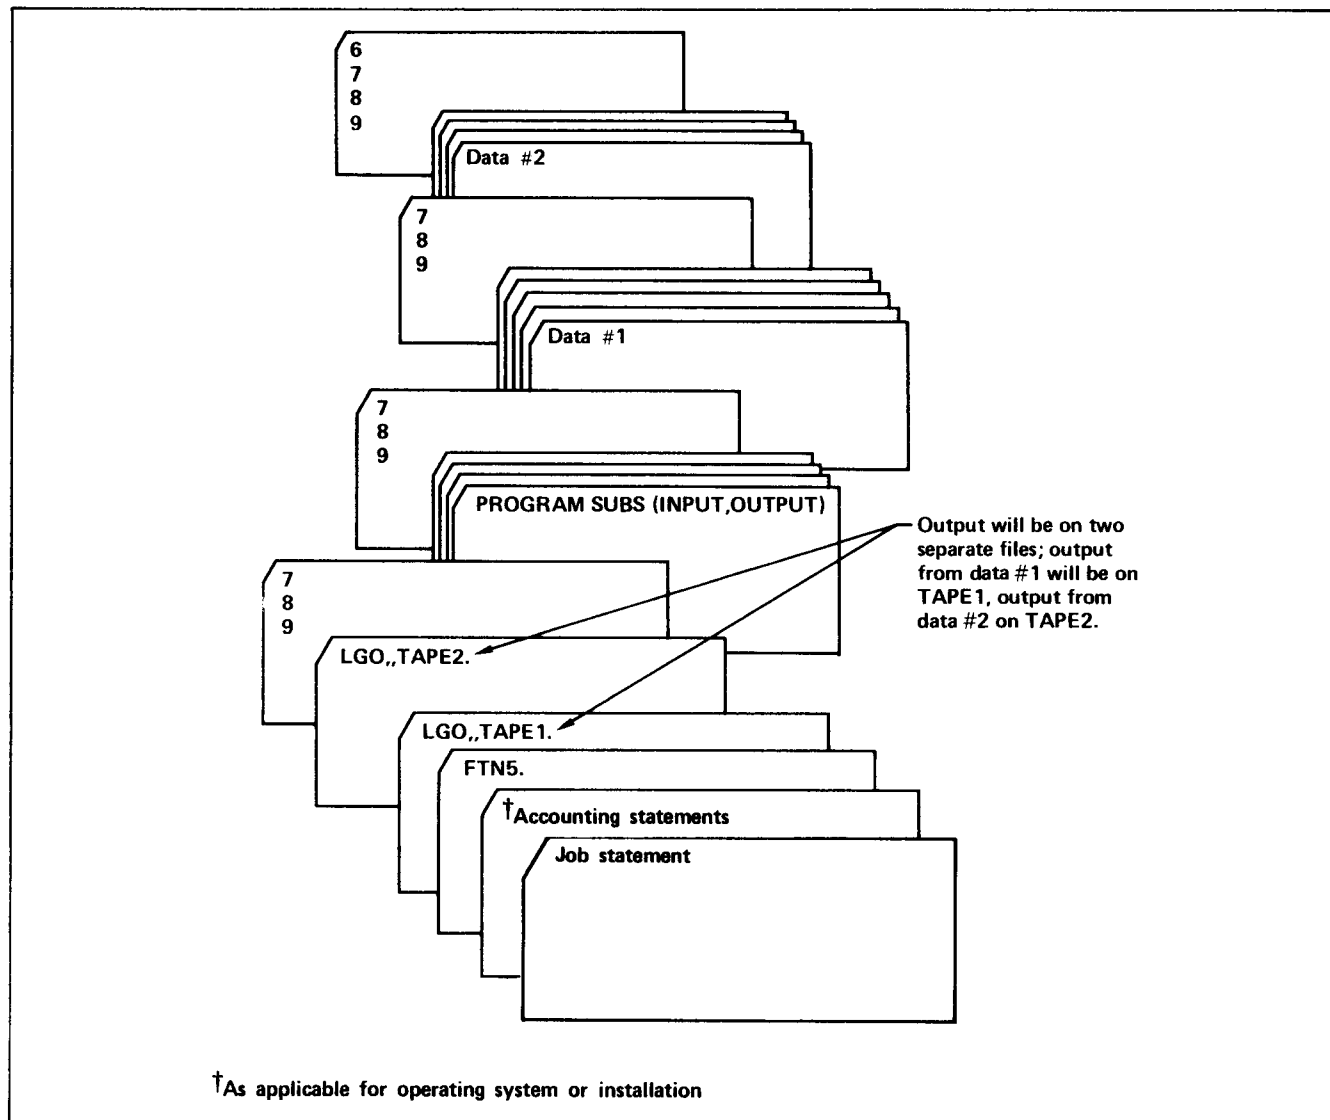 6
7
8
9
Data #2
7
8
9
Data #1
7
8
9
PROGRAM SUBS (INPUT,OUTPUT)
Output will be on two
separate files; output
from data #1 will be on
TAPE1, output from
data #2 on TAPE2.
7
8
9
LGO,,TAPE2.
LGO,,TAPE1.
FTN5.
†Accounting statements
Job statement
†As applicable for operating system or installation